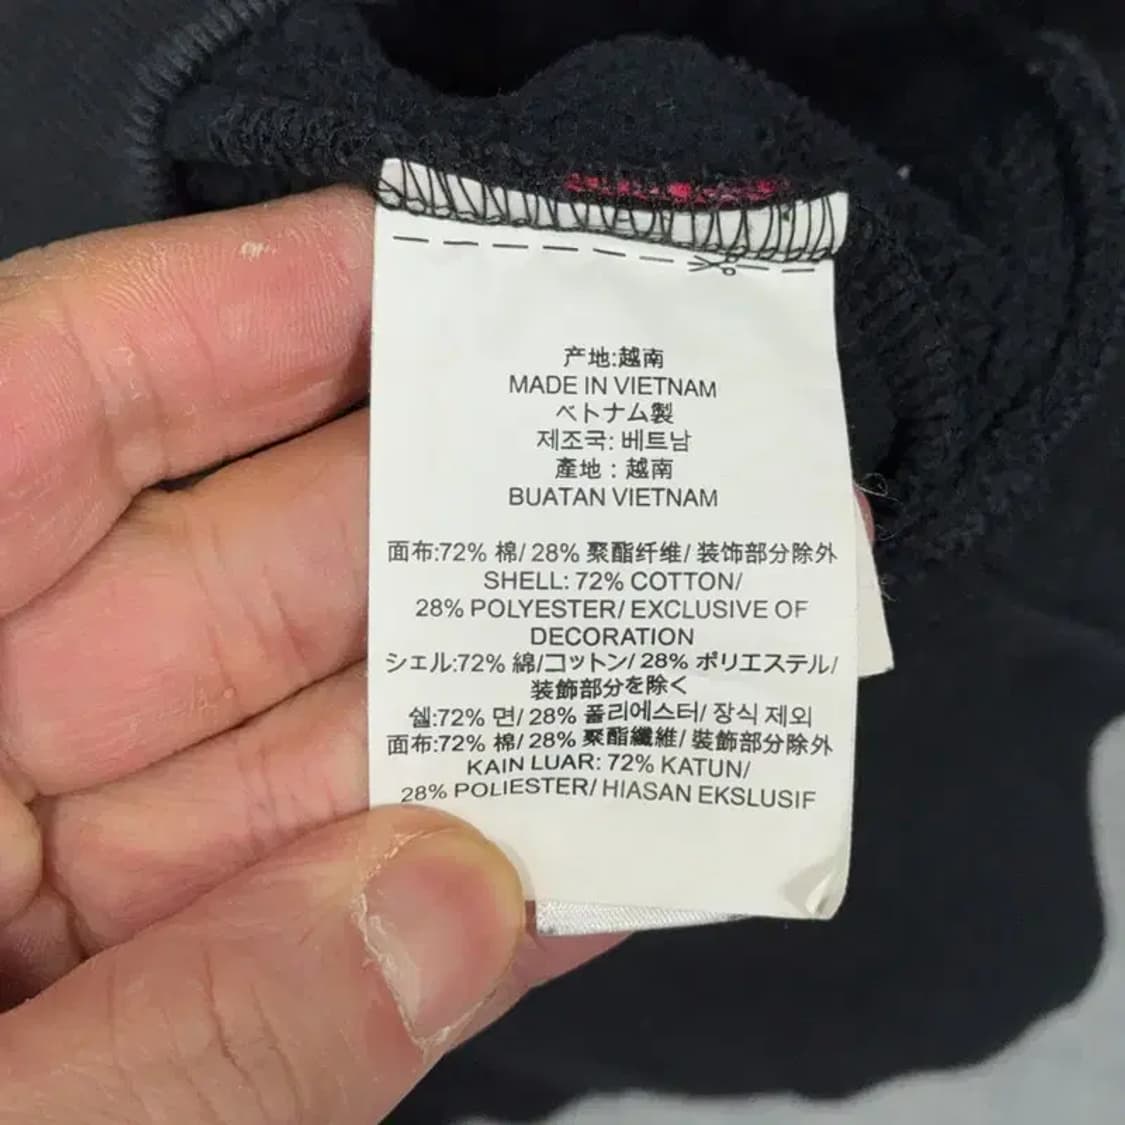 产地:越南
MADE IN VIETNAM
ベトナム製
제조국: 베트남
產地：越南
BUATAN VIETNAM
面布:72% 棉/ 28% 聚酯纤维/ 装饰部分除外
SHELL: 72% COTTON/
28% POLYESTER/ EXCLUSIVE OF
DECORATION
シェル:72% 綿/コットン/ 28% ポリエステル/
装飾部分を除く
쉘:72% 면/ 28% 폴리에스터/ 장식 제외
面布:72% 棉/ 28% 聚酯纖維/ 裝飾部分除外
KAIN LUAR: 72% KATUN/
28% POLIESTER/ HIASAN EKSLUSIF